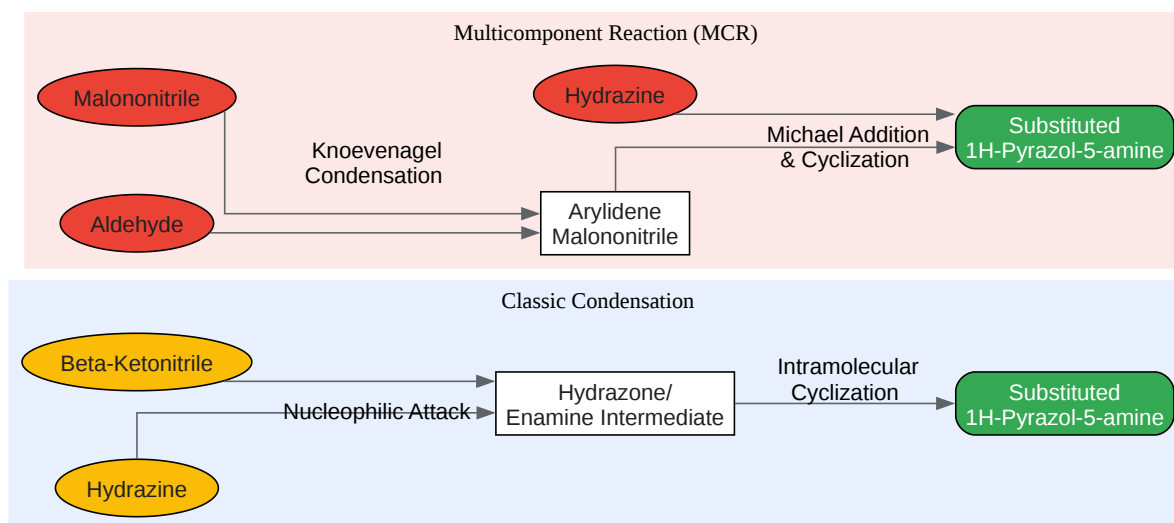 Multicomponent Reaction (MCR)
Malononitrile
Hydrazine
Substituted
1H-Pyrazol-5-amine
Knoevenagel
Condensation
Michael Addition
& Cyclization
Aldehyde
Arylidene
Malononitrile
Classic Condensation
Beta-Ketonitrile
Nucleophilic Attack
Hydrazone/
Enamine Intermediate
Intramolecular
Cyclization
Substituted
1H-Pyrazol-5-amine
Hydrazine